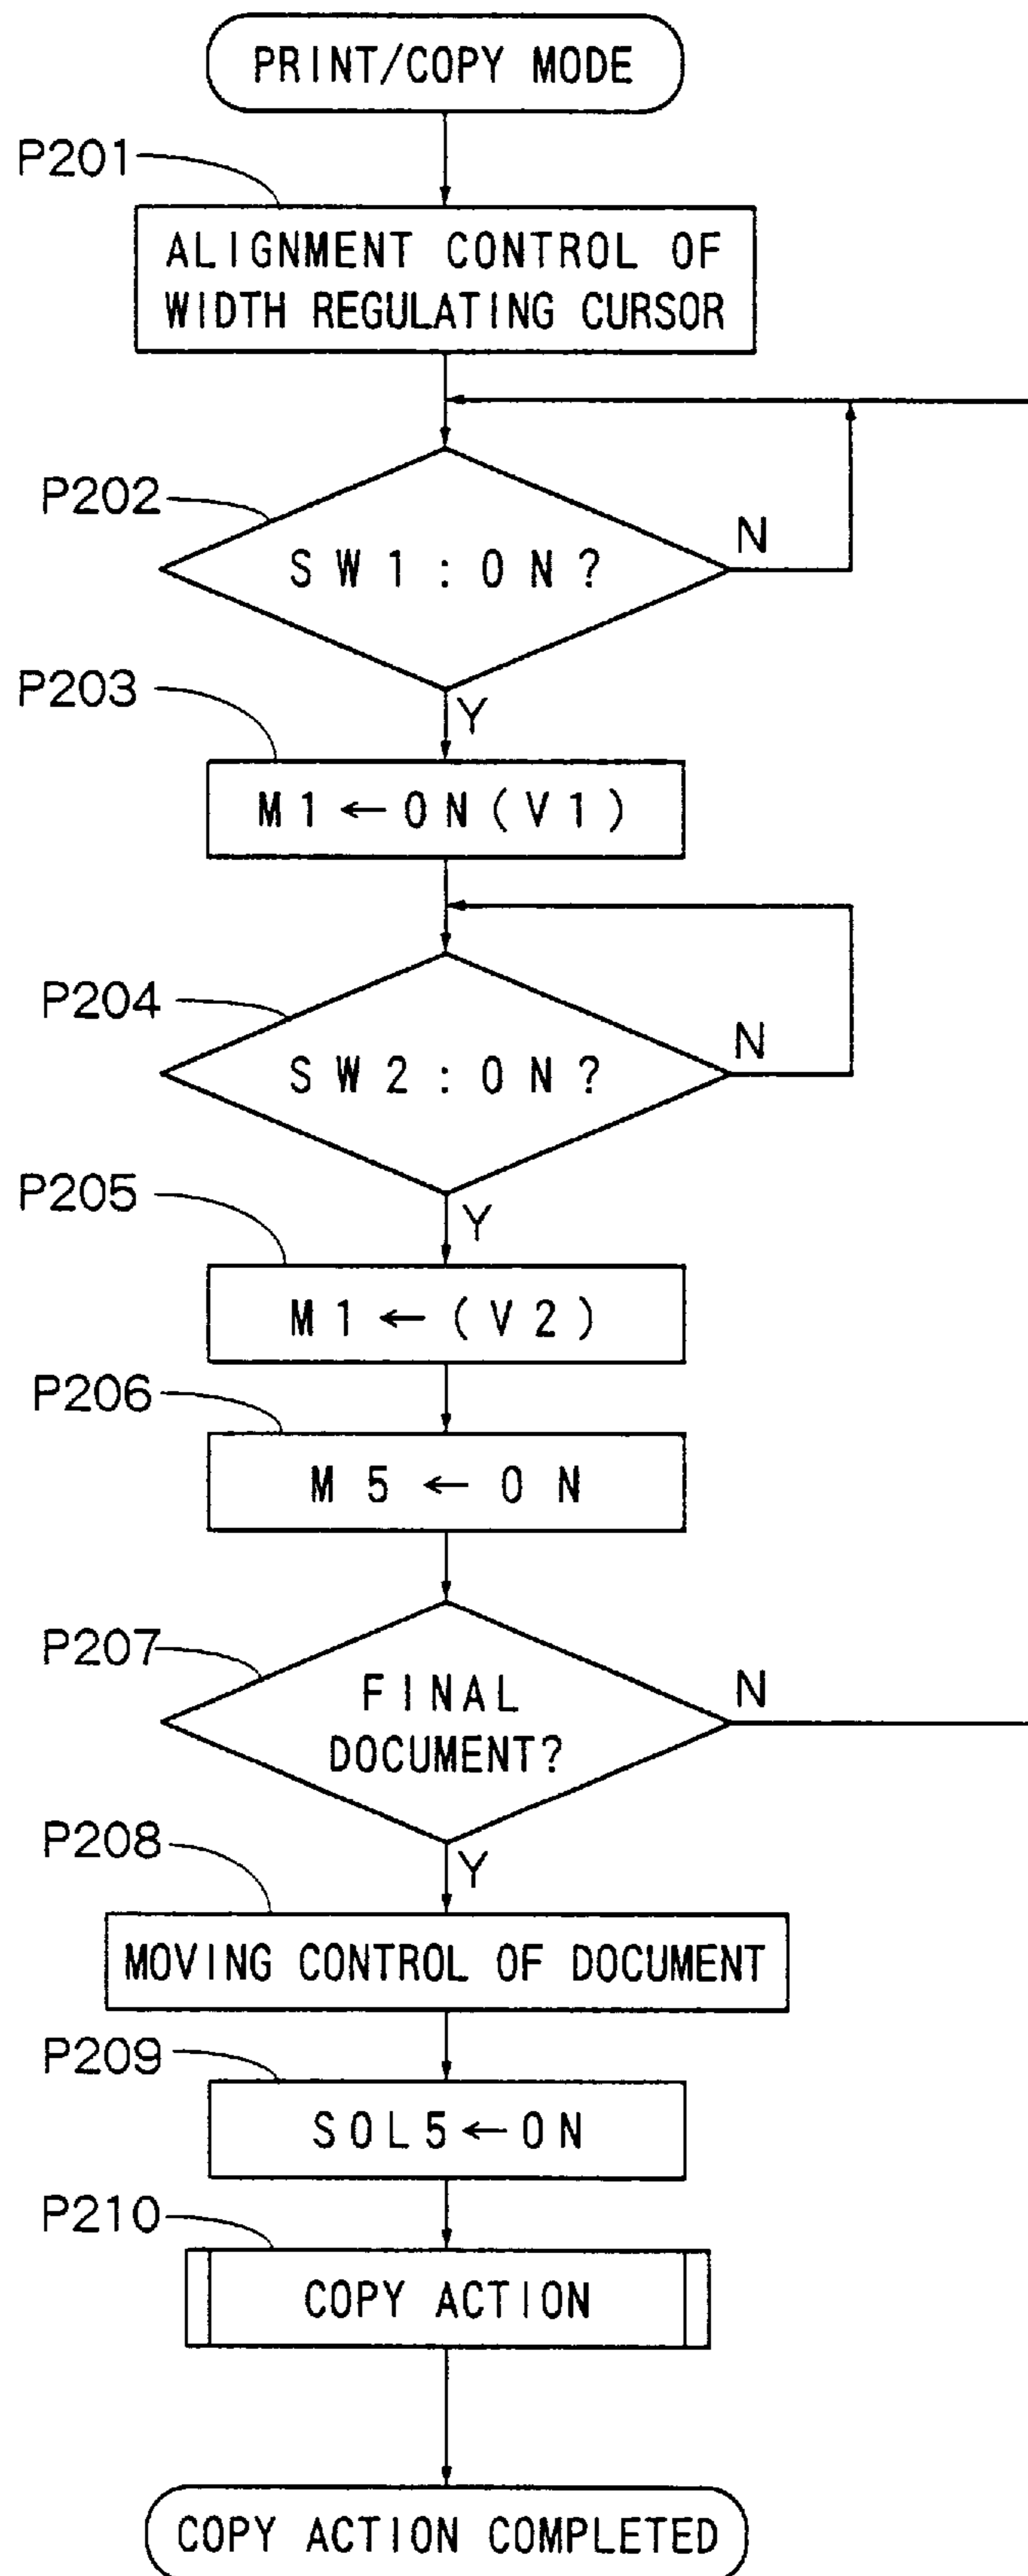 PRINT/COPY MODE
P201
ALIGNMENT CONTROL OF
WIDTH REGULATING CURSOR
P202
SW1:ON?
N
P203
Y
M1←ON(V1)
P204
SW2:ON?
N
P205
Y
M1←(V2)
P206
M5←ON
P207
FINAL
DOCUMENT?
N
P208
Y
MOVING CONTROL OF DOCUMENT
P209
SOL5←ON
P210
COPY ACTION
COPY ACTION COMPLETED